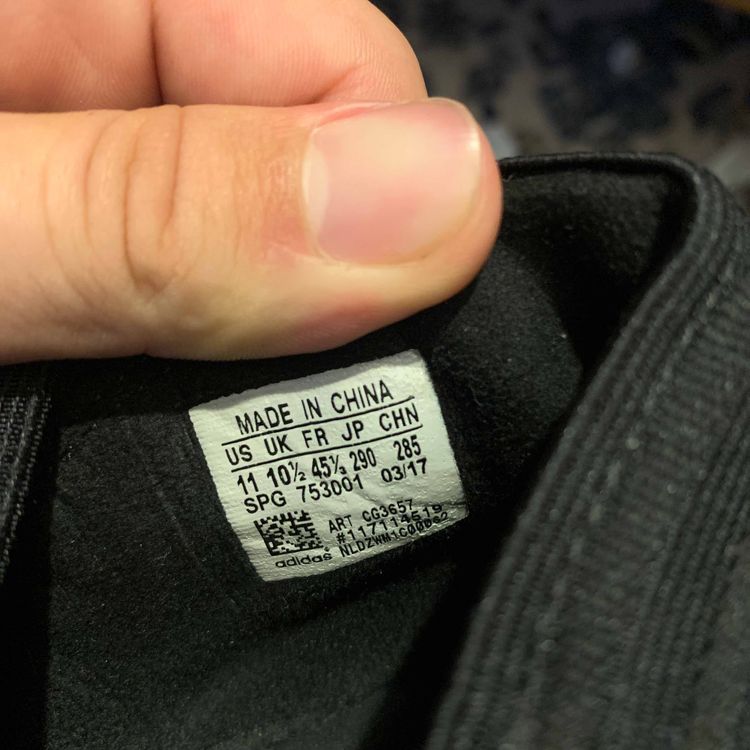 MADE IN CHINA
US UK FR JP CHN
11 10½ 45⅓ 290 285
SPG 753001 03/17
ART CG3657
#117114519
adidas®